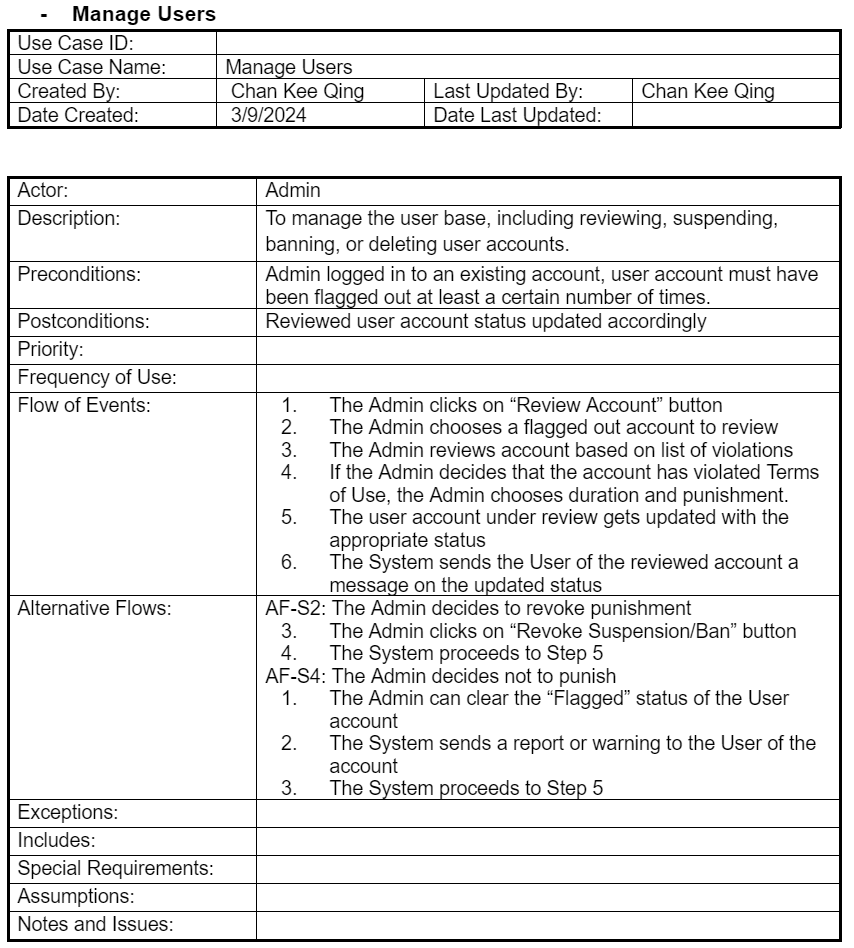 - Manage Users
Use Case ID:
Use Case Name: Manage Users
Created By: Chan Kee Qing Last Updated By: Chan Kee Qing
Date Created: 3/9/2024 Date Last Updated:
Actor: Admin
Description: To manage the user base, including reviewing, suspending,
banning, or deleting user accounts.
Preconditions: Admin logged in to an existing account, user account must have
been flagged out at least a certain number of times.
Postconditions: Reviewed user account status updated accordingly
Priority:
Frequency of Use:
Flow of Events: 1. The Admin clicks on “Review Account” button
2. The Admin chooses a flagged out account to review
3. The Admin reviews account based on list of violations
4. If the Admin decides that the account has violated Terms
of Use, the Admin chooses duration and punishment.
5. The user account under review gets updated with the
appropriate status
6. The System sends the User of the reviewed account a
message on the updated status
Alternative Flows: AF-S2: The Admin decides to revoke punishment
3. The Admin clicks on “Revoke Suspension/Ban” button
4. The System proceeds to Step 5
AF-S4: The Admin decides not to punish
1. The Admin can clear the “Flagged” status of the User
account
2. The System sends a report or warning to the User of the
account
3. The System proceeds to Step 5
Exceptions:
Includes:
Special Requirements:
Assumptions:
Notes and Issues: